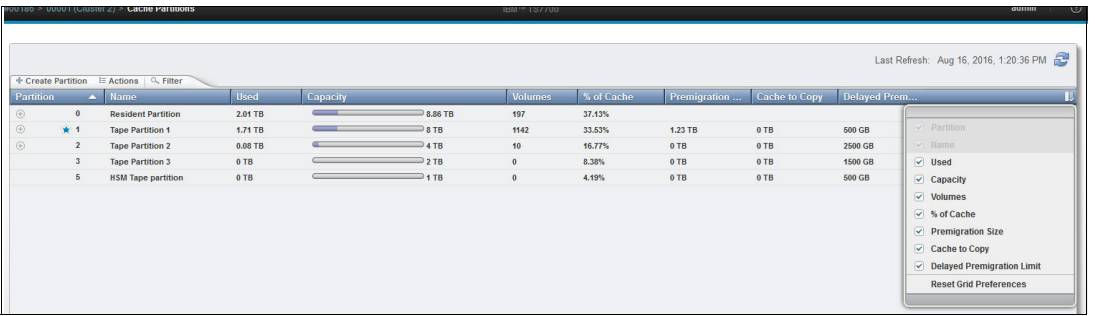 #00186 > 00001 (Cluster 2) > Cache Partitions IBM™ TS7700 admin
Last Refresh: Aug 16, 2016, 1:20:36 PM
Create Partition Actions Filter
Partition Name Used Capacity Volumes % of Cache Premigration ... Cache to Copy Delayed Prem...
0 Resident Partition 2.01 TB 8.86 TB 197 37.13%
1 Tape Partition 1 1.71 TB 8 TB 1142 33.53% 1.23 TB 0 TB 500 GB
2 Tape Partition 2 0.08 TB 4 TB 10 16.77% 0 TB 0 TB 2500 GB
3 Tape Partition 3 0 TB 2 TB 0 8.38% 0 TB 0 TB 1500 GB
5 HSM Tape partition 0 TB 1 TB 0 4.19% 0 TB 0 TB 500 GB
Partition
Name
Used
Capacity
Volumes
% of Cache
Premigration Size
Cache to Copy
Delayed Premigration Limit
Reset Grid Preferences